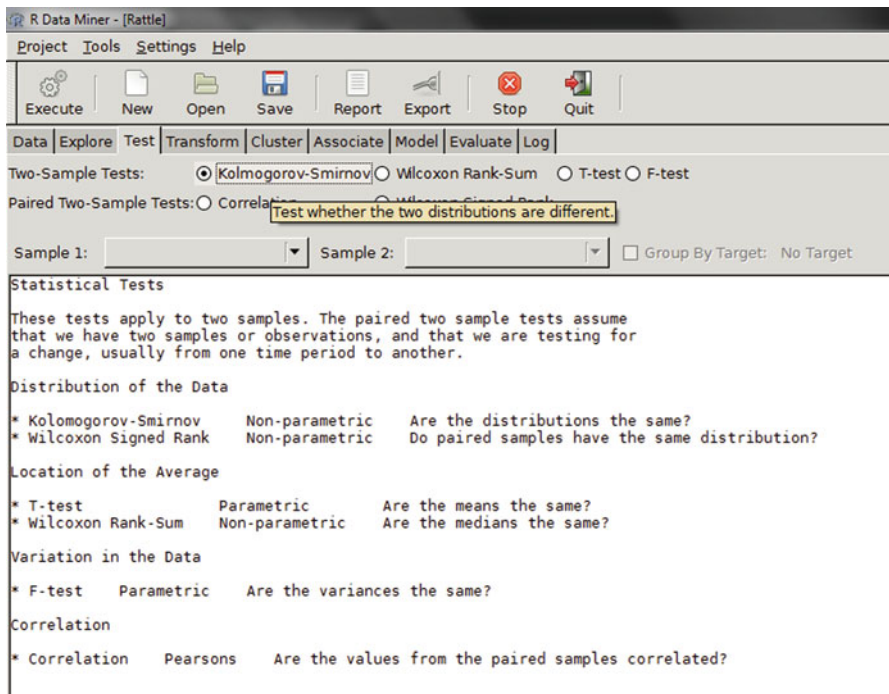 R Data Miner - [Rattle]
Project Tools Settings Help
Execute New Open Save Report Export Stop Quit
Data Explore Test Transform Cluster Associate Model Evaluate Log
Two-Sample Tests: Kolmogorov-Smirnov Wilcoxon Rank-Sum T-test F-test
Paired Two-Sample Tests: Correlation Wilcoxon Signed Rank
Test whether the two distributions are different.
Sample 1: Sample 2: Group By Target: No Target
Statistical Tests
These tests apply to two samples. The paired two sample tests assume
that we have two samples or observations, and that we are testing for
a change, usually from one time period to another.
Distribution of the Data
* Kolomogorov-Smirnov Non-parametric Are the distributions the same?
* Wilcoxon Signed Rank Non-parametric Do paired samples have the same distribution?
Location of the Average
* T-test Parametric Are the means the same?
* Wilcoxon Rank-Sum Non-parametric Are the medians the same?
Variation in the Data
* F-test Parametric Are the variances the same?
Correlation
* Correlation Pearsons Are the values from the paired samples correlated?